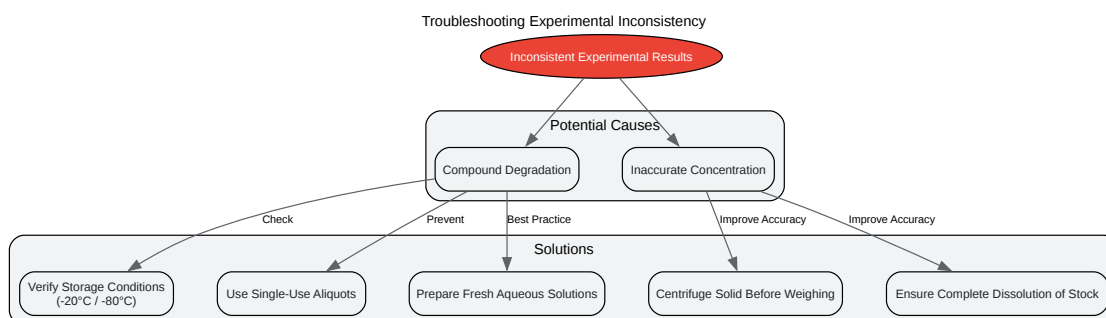 Troubleshooting Experimental Inconsistency
Inconsistent Experimental Results
Potential Causes
Compound Degradation
Inaccurate Concentration
Check
Prevent
Best Practice
Improve Accuracy
Improve Accuracy
Solutions
Verify Storage Conditions
(-20°C / -80°C)
Use Single-Use Aliquots
Prepare Fresh Aqueous Solutions
Centrifuge Solid Before Weighing
Ensure Complete Dissolution of Stock